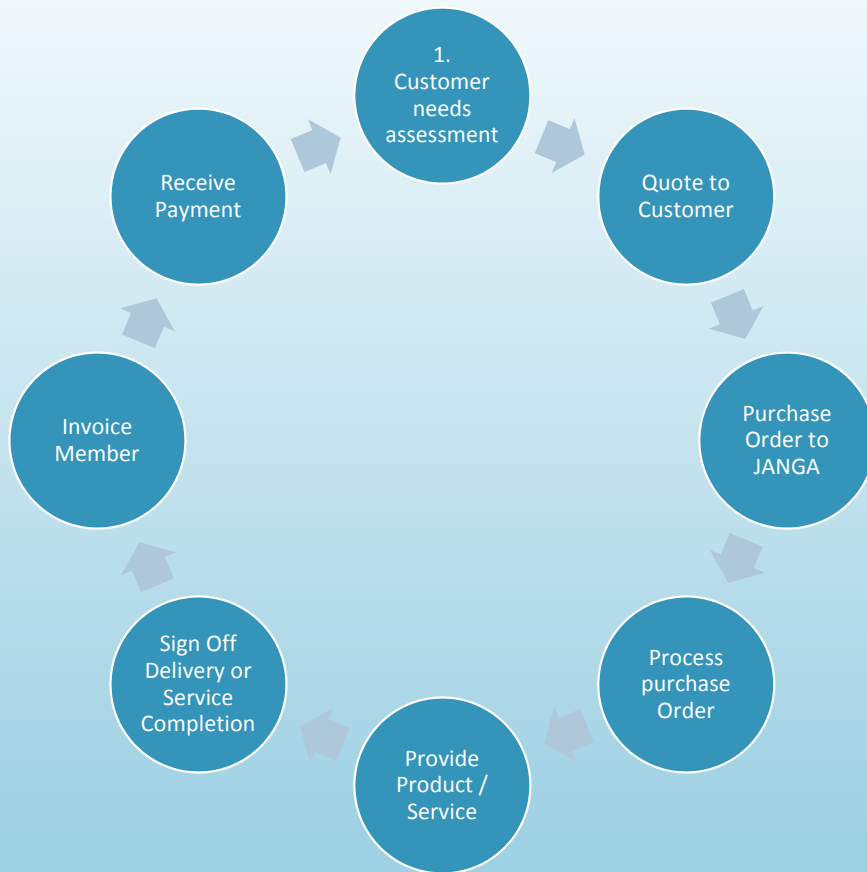 1.
Customer
needs
assessment
Quote to
Customer
Purchase
Order to
JANGA
Process
purchase
Order
Provide
Product /
Service
Sign Off
Delivery or
Service
Completion
Invoice
Member
Receive
Payment